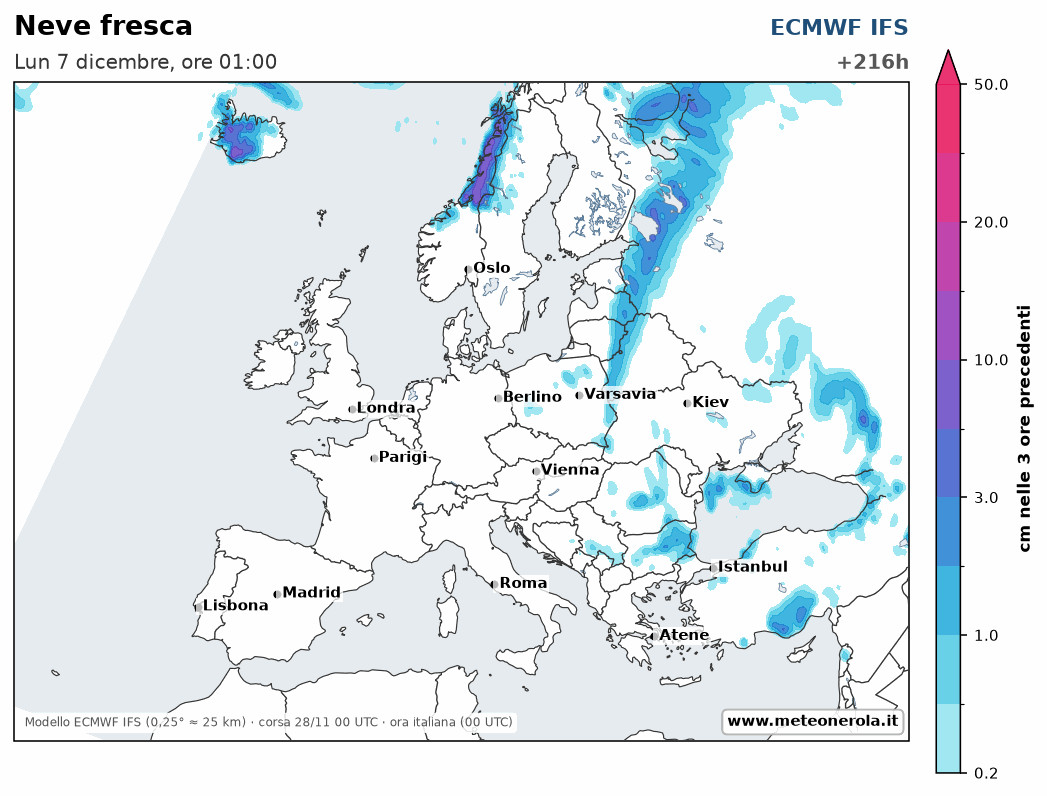 Neve fresca
ECMWF IFS
Lun 7 dicembre, ore 01:00
+216h
50.0
20.0
10.0
3.0
1.0
0.2
cm nelle 3 ore precedenti
Oslo
Berlino
Varsavia
Kiev
Londra
Parigi
Vienna
Istanbul
Roma
Madrid
Lisbona
Atene
Modello ECMWF IFS (0,25° ≈ 25 km) · corsa 28/11 00 UTC · ora italiana (00 UTC)
www.meteonerola.it